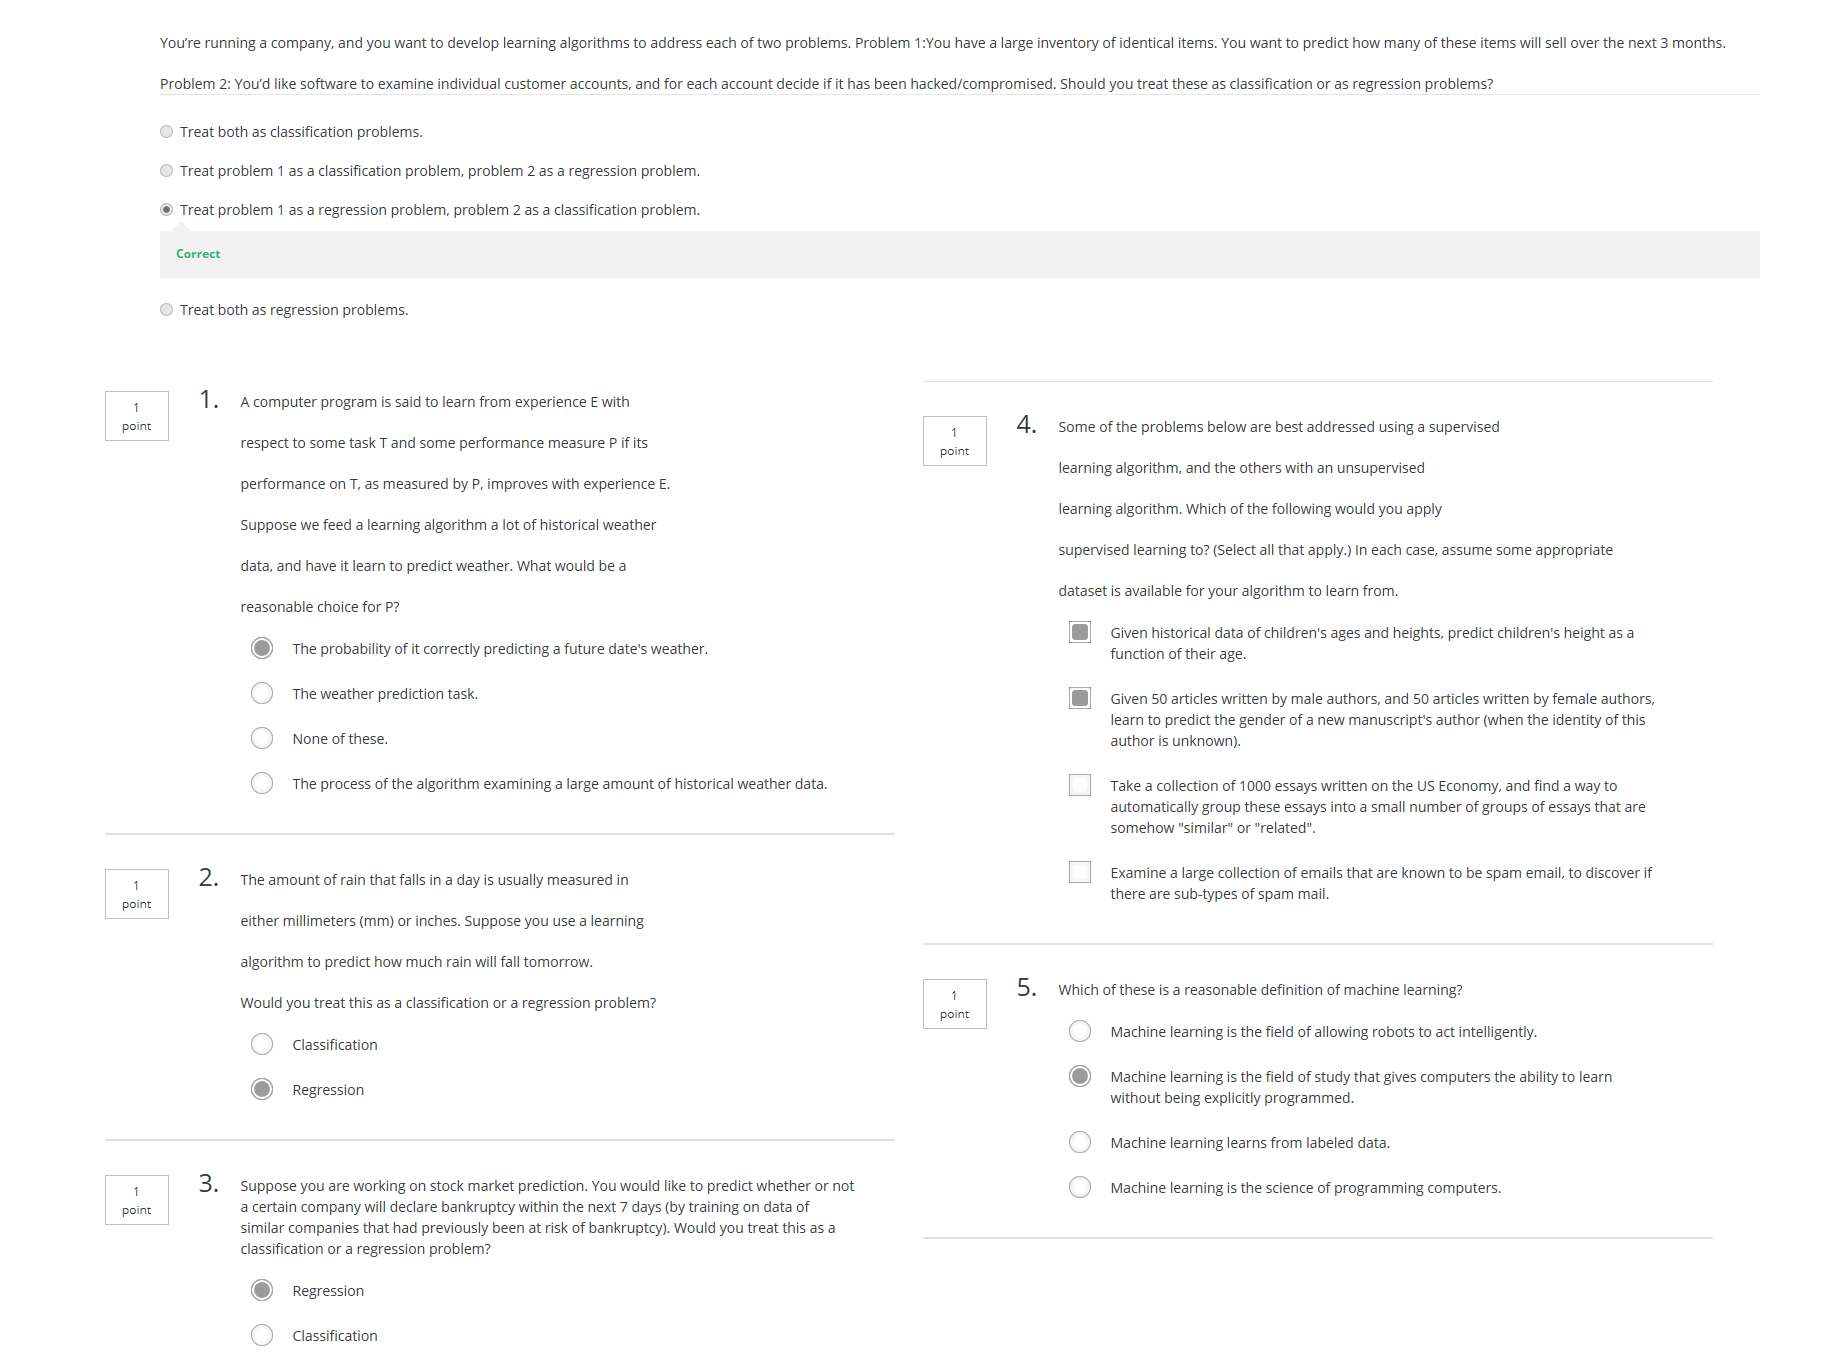 You're running a company, and you want to develop learning algorithms to address each of two problems. Problem 1:You have a large inventory of identical items. You want to predict how many of these items will sell over the next 3 months.
Problem 2: You'd like software to examine individual customer accounts, and for each account decide if it has been hacked/compromised. Should you treat these as classification or as regression problems?
Treat both as classification problems.
Treat problem 1 as a classification problem, problem 2 as a regression problem.
Treat problem 1 as a regression problem, problem 2 as a classification problem.
Correct
Treat both as regression problems.
1
point
1.
A computer program is said to learn from experience E with
respect to some task T and some performance measure P if its
performance on T, as measured by P, improves with experience E.
Suppose we feed a learning algorithm a lot of historical weather
data, and have it learn to predict weather. What would be a
reasonable choice for P?
The probability of it correctly predicting a future date's weather.
The weather prediction task.
None of these.
The process of the algorithm examining a large amount of historical weather data.
1
point
2.
The amount of rain that falls in a day is usually measured in
either millimeters (mm) or inches. Suppose you use a learning
algorithm to predict how much rain will fall tomorrow.
Would you treat this as a classification or a regression problem?
Classification
Regression
1
point
3.
Suppose you are working on stock market prediction. You would like to predict whether or not
a certain company will declare bankruptcy within the next 7 days (by training on data of
similar companies that had previously been at risk of bankruptcy). Would you treat this as a
classification or a regression problem?
Regression
Classification
1
point
4.
Some of the problems below are best addressed using a supervised
learning algorithm, and the others with an unsupervised
learning algorithm. Which of the following would you apply
supervised learning to? (Select all that apply.) In each case, assume some appropriate
dataset is available for your algorithm to learn from.
Given historical data of children's ages and heights, predict children's height as a
function of their age.
Given 50 articles written by male authors, and 50 articles written by female authors,
learn to predict the gender of a new manuscript's author (when the identity of this
author is unknown).
Take a collection of 1000 essays written on the US Economy, and find a way to
automatically group these essays into a small number of groups of essays that are
somehow "similar" or "related".
Examine a large collection of emails that are known to be spam email, to discover if
there are sub-types of spam mail.
1
point
5.
Which of these is a reasonable definition of machine learning?
Machine learning is the field of allowing robots to act intelligently.
Machine learning is the field of study that gives computers the ability to learn
without being explicitly programmed.
Machine learning learns from labeled data.
Machine learning is the science of programming computers.